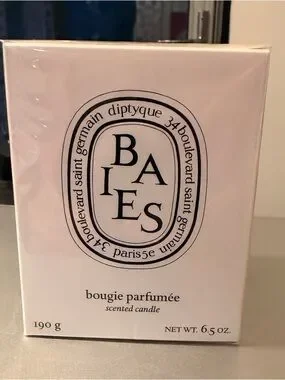 diptyque 34 boulevard saint germain paris5e 34 boulevard saint germain
BA
IES
bougie parfumée
scented candle
190 g
NET WT. 6.5 OZ.